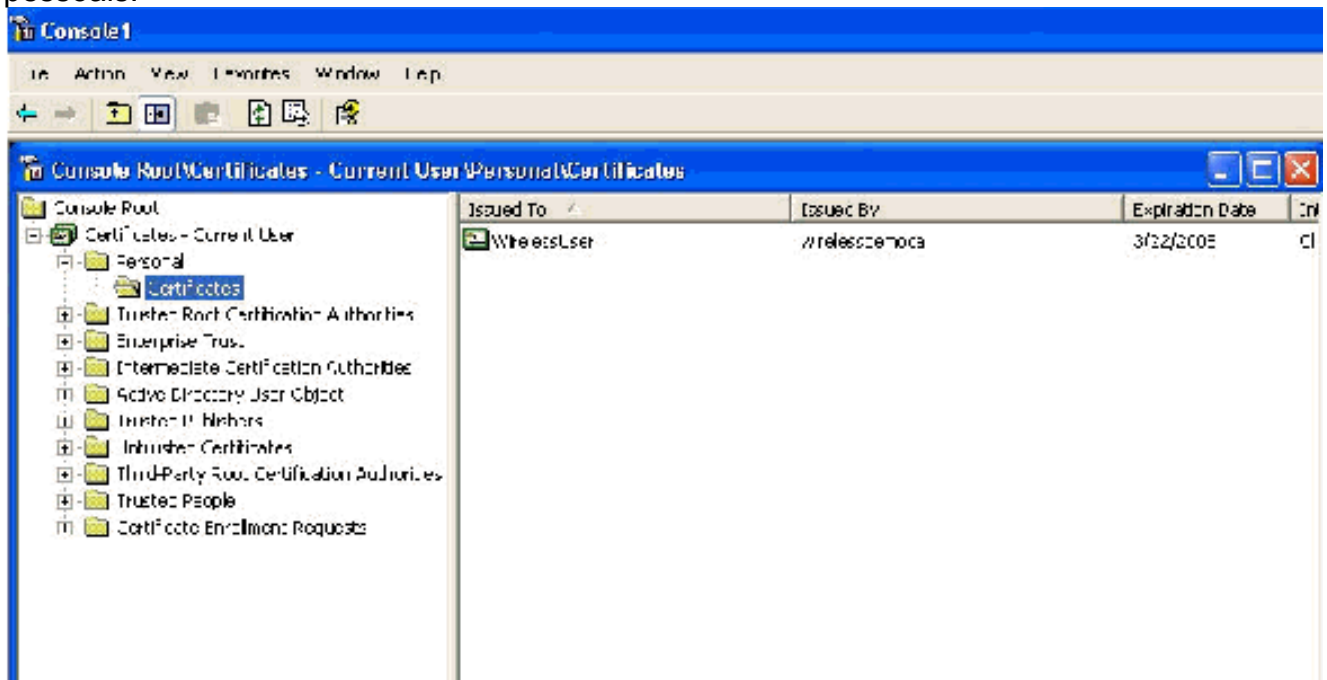 Console1
Action View Favorites Window Help
Console Root\Certificates - Current User\Personal\Certificates
Console Root
Issued To
Issued By
Expiration Date
Certificates - Current User
WirelessUser
wirelessdemoca
Personal
Certificates
Trusted Root Certification Authorities
Enterprise Trust
Intermediate Certification Authorities
Active Directory User Object
Trusted Publishers
Untrusted Certificates
Third-Party Root Certification Authorities
Trusted People
Certificate Enrollment Requests